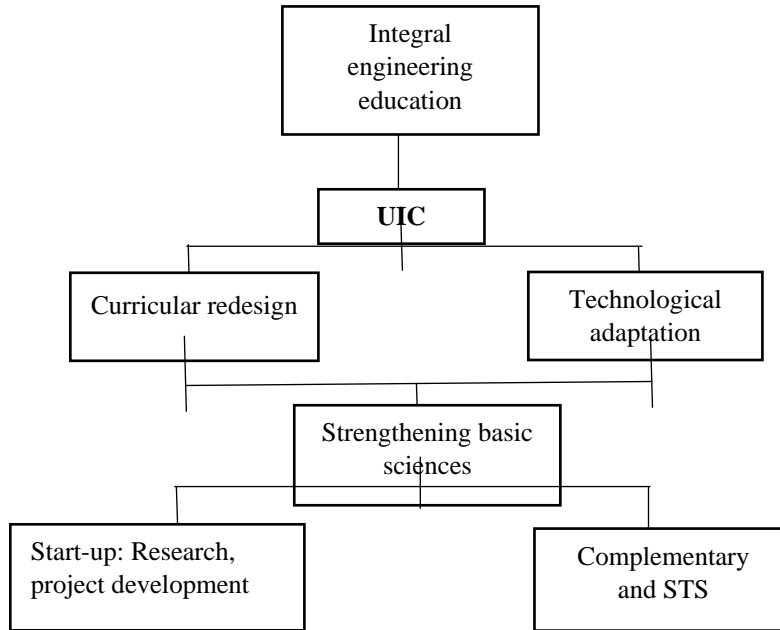 Integral
engineering
education
UIC
Curricular redesign
Technological
adaptation
Strengthening basic
sciences
Start-up: Research,
project development
Complementary
and STS